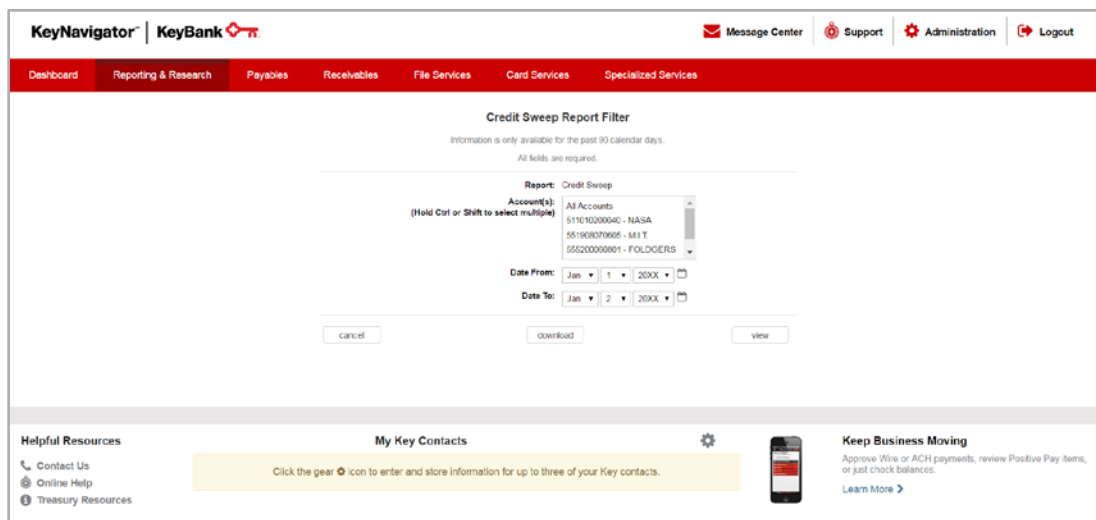 KeyNavigator℠ | KeyBank
Message Center
Support
Administration
Logout
Dashboard
Reporting & Research
Payables
Receivables
File Services
Card Services
Specialized Services
Credit Sweep Report Filter
Information is only available for the past 90 calendar days.
All fields are required.
Report: Credit Sweep
Account(s):
(Hold Ctrl or Shift to select multiple)
All Accounts
511010200040 - NASA
551908070605 - M.I.T.
555200060801 - FOLDGERS
Date From: Jan 1 20XX
Date To: Jan 2 20XX
cancel
download
view
Helpful Resources
Contact Us
Online Help
Treasury Resources
My Key Contacts
Click the gear icon to enter and store information for up to three of your Key contacts.
Keep Business Moving
Approve Wire or ACH payments, review Positive Pay items,
or just check balances.
Learn More